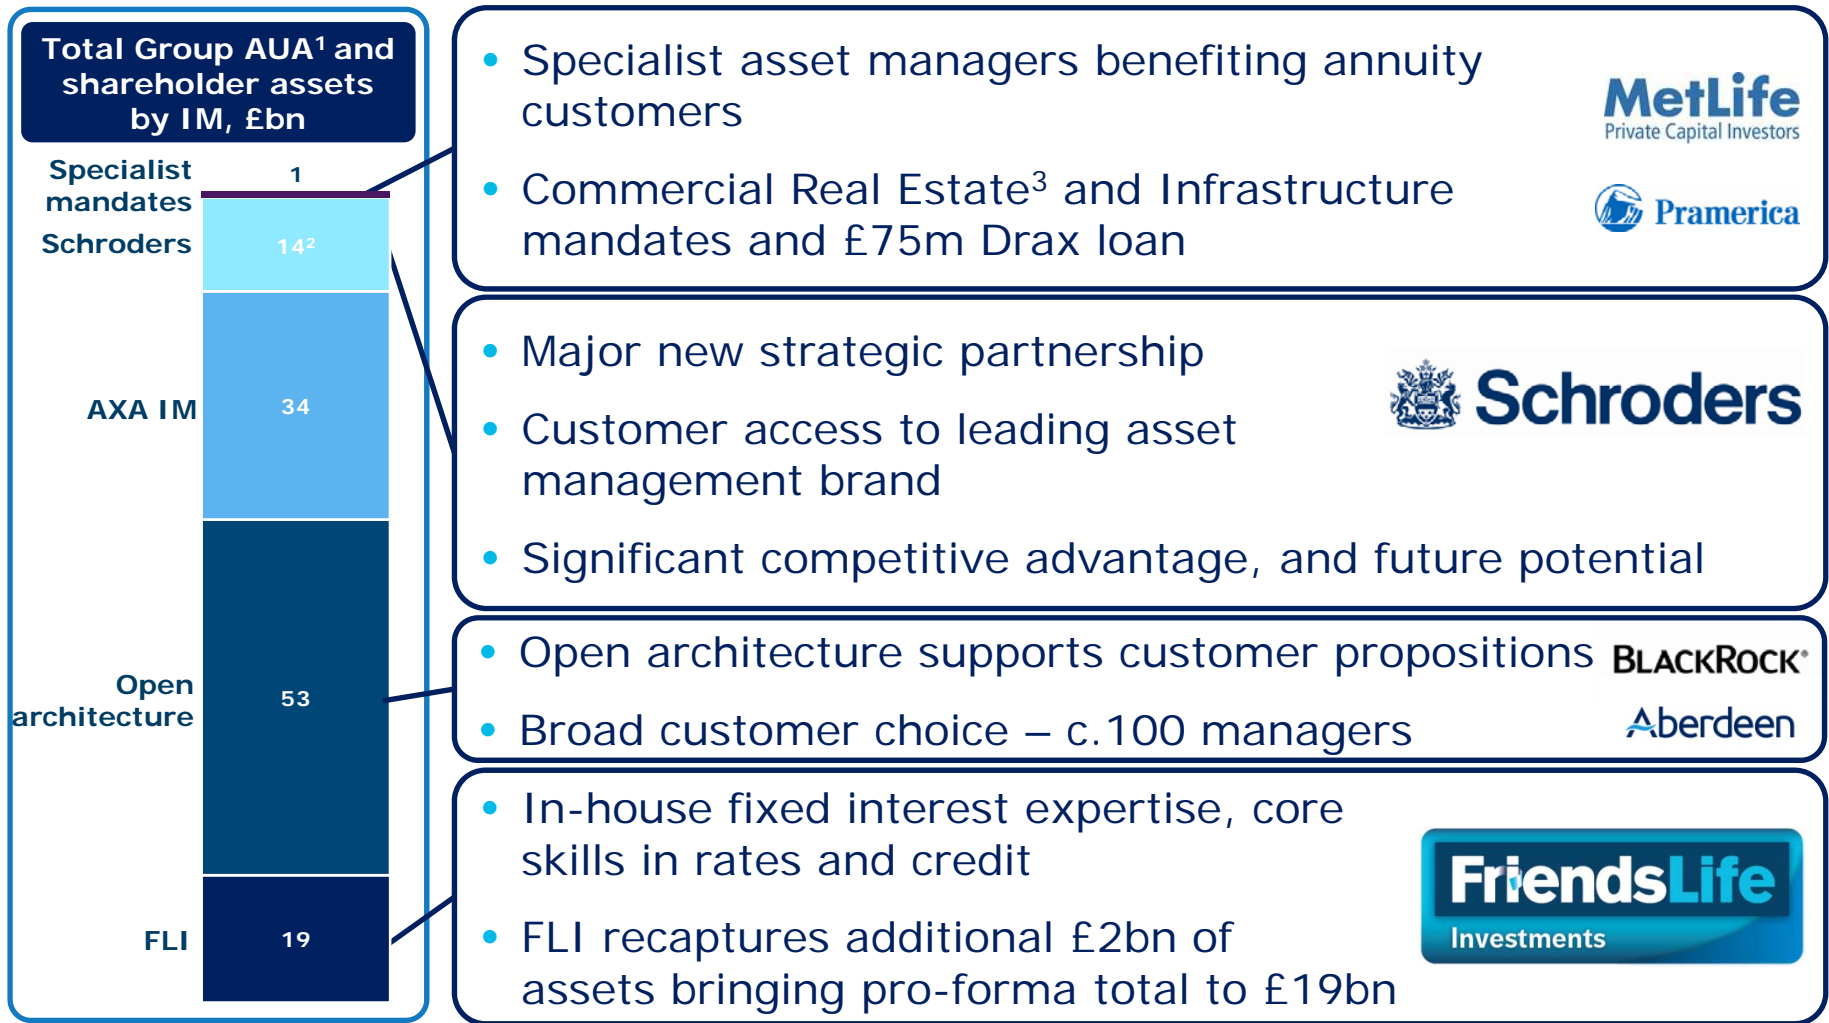 Total Group AUA¹ and
shareholder assets
by IM, £bn
Specialist
mandates
1
Schroders
14²
AXA IM
34
Open
architecture
53
FLI
19
• Specialist asset managers benefiting annuity
customers
• Commercial Real Estate³ and Infrastructure
mandates and £75m Drax loan
MetLife
Private Capital Investors
Pramerica
• Major new strategic partnership
• Customer access to leading asset
management brand
• Significant competitive advantage, and future potential
Schroders
• Open architecture supports customer propositions
• Broad customer choice – c.100 managers
BLACKROCK®
Aberdeen
• In-house fixed interest expertise, core
skills in rates and credit
• FLI recaptures additional £2bn of
assets bringing pro-forma total to £19bn
FriendsLife
Investments